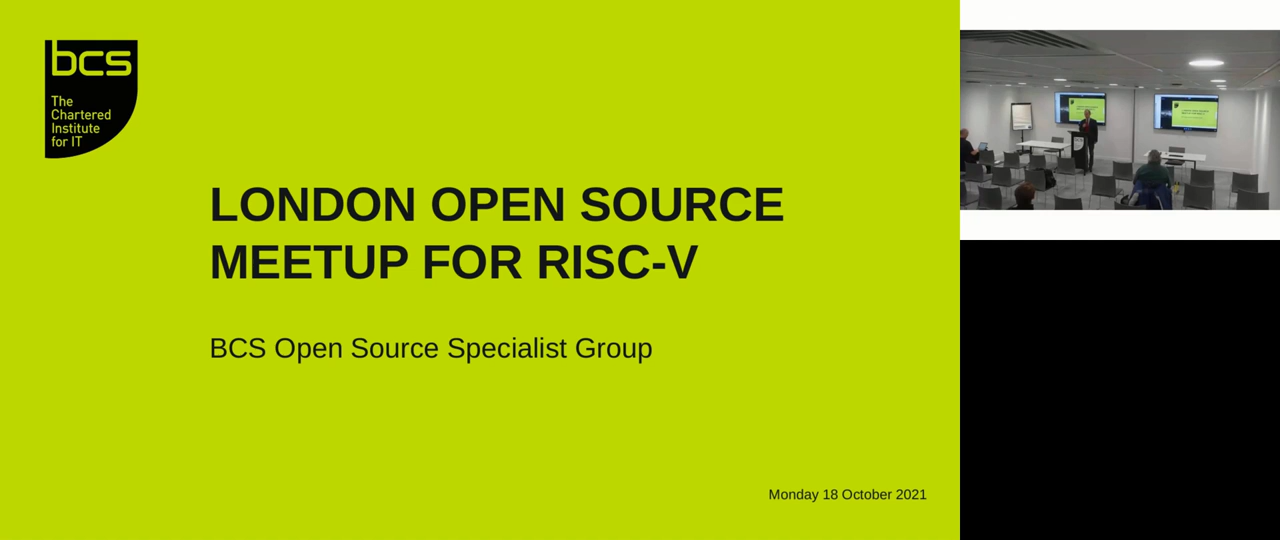 bcs
The
Chartered
Institute
for IT
LONDON OPEN SOURCE
MEETUP FOR RISC-V
BCS Open Source Specialist Group
Monday 18 October 2021